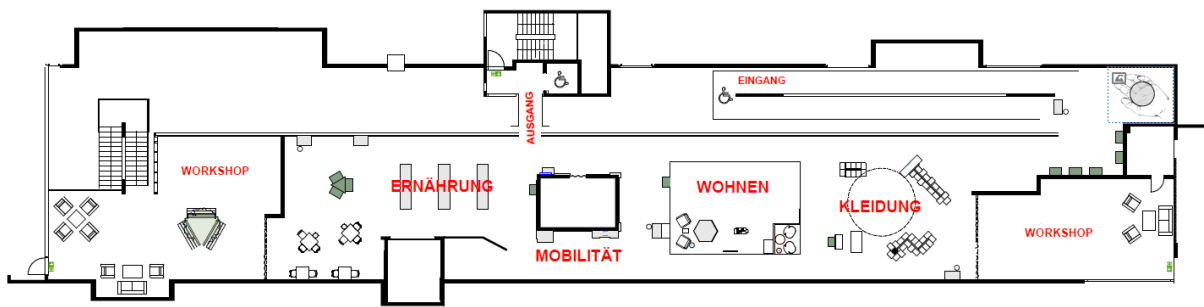 EINGANG
AUSGANG
WORKSHOP
ERNÄHRUNG
WOHNEN
KLEIDUNG
MOBILITÄT
WORKSHOP